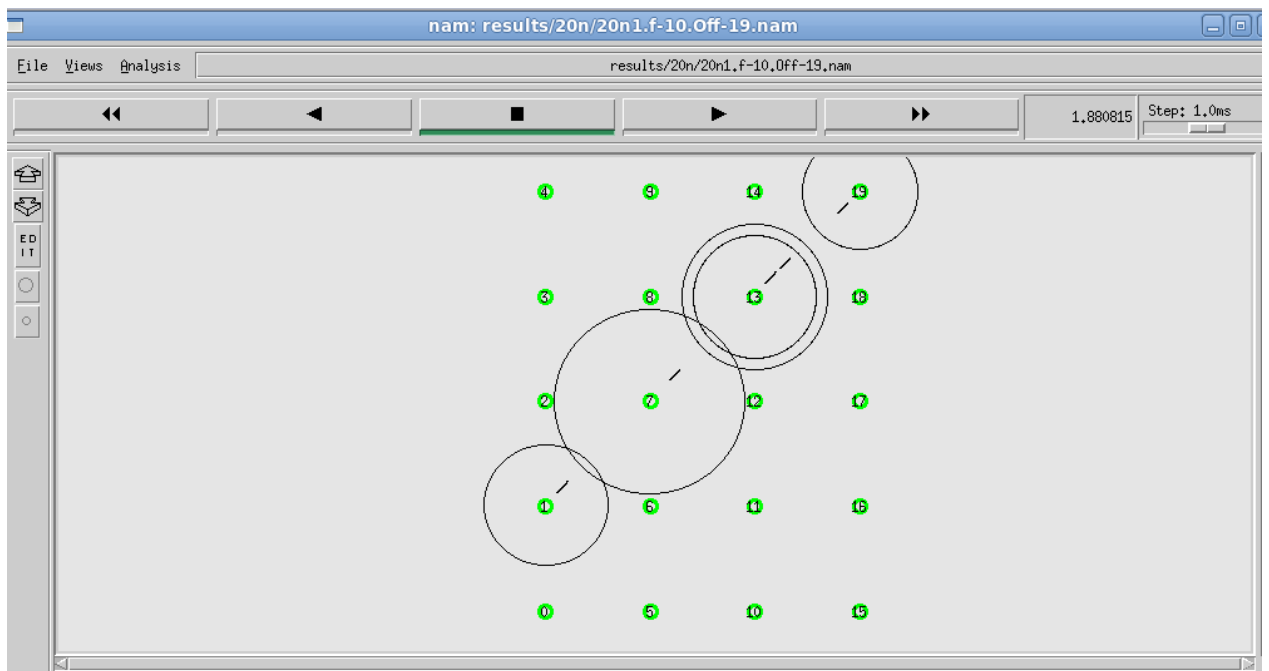 nam: results/20n/20n1.f-10.Off-19.nam
File Views Analysis results/20n/20n1.f-10.Off-19.nam
1.880815 Step: 1.0ms
E D
I T
4 9 14 19
3 8 13 18
2 7 12 17
1 6 11 16
0 5 10 15